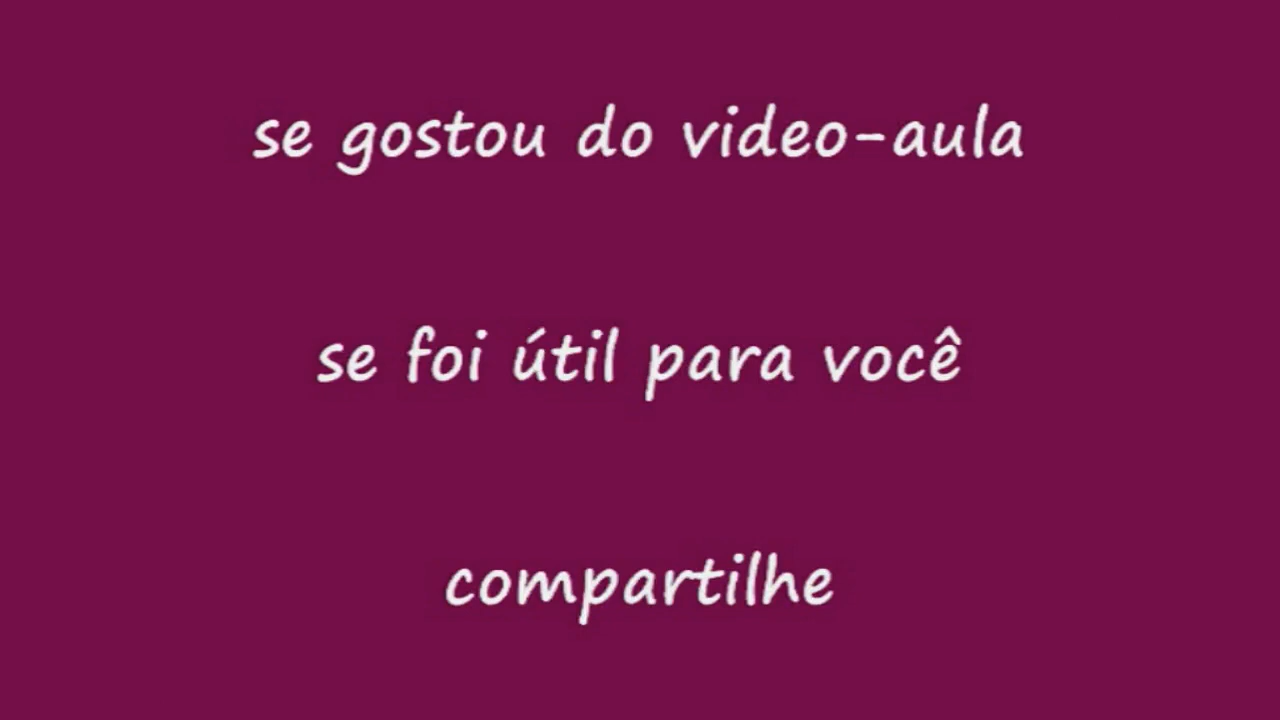 se gostou do video-aula
se foi útil para você
compartilhe